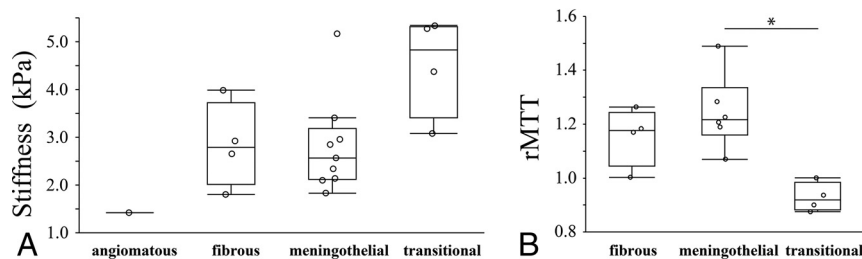 Stiffness (kPa)
5.0
4.0
3.0
2.0
1.0
angiomatous fibrous meningothelial transitional
A
rMTT
1.6
1.4
1.2
1.0
0.8
*
fibrous meningothelial transitional
B